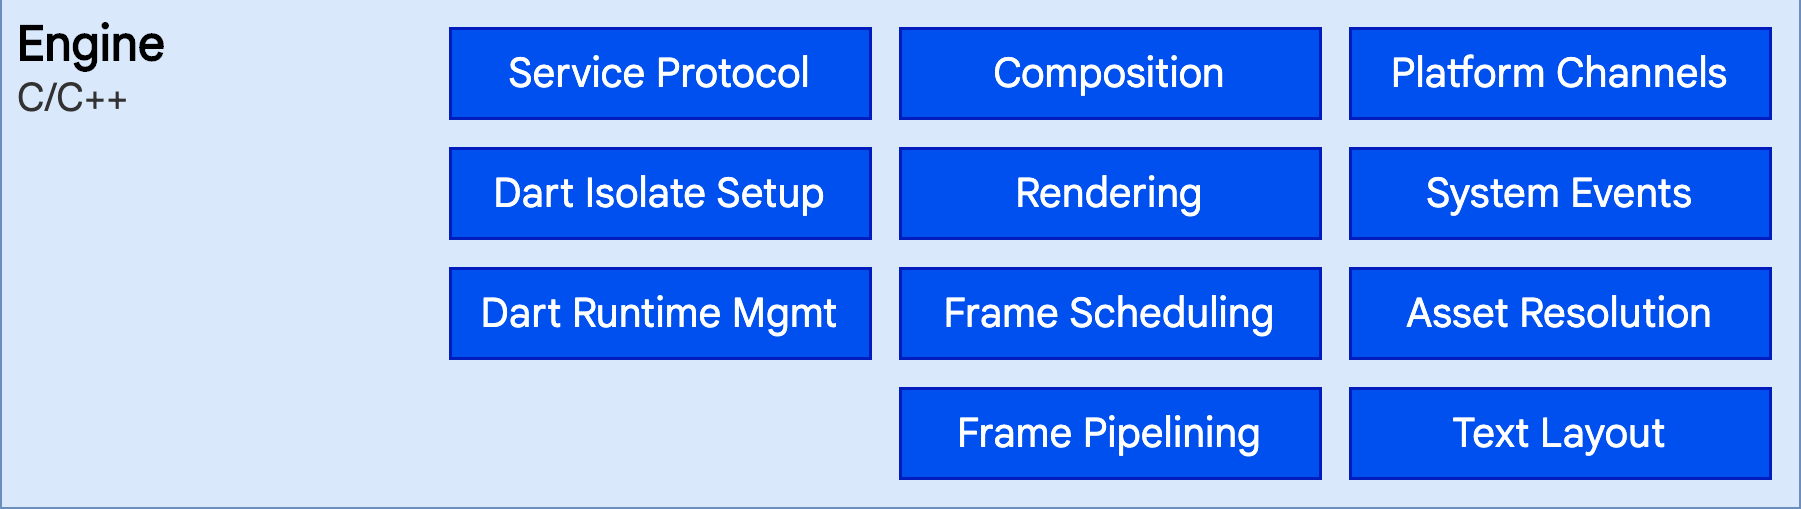 Engine
C/C++
Service Protocol
Composition
Platform Channels
Dart Isolate Setup
Rendering
System Events
Dart Runtime Mgmt
Frame Scheduling
Asset Resolution
Frame Pipelining
Text Layout